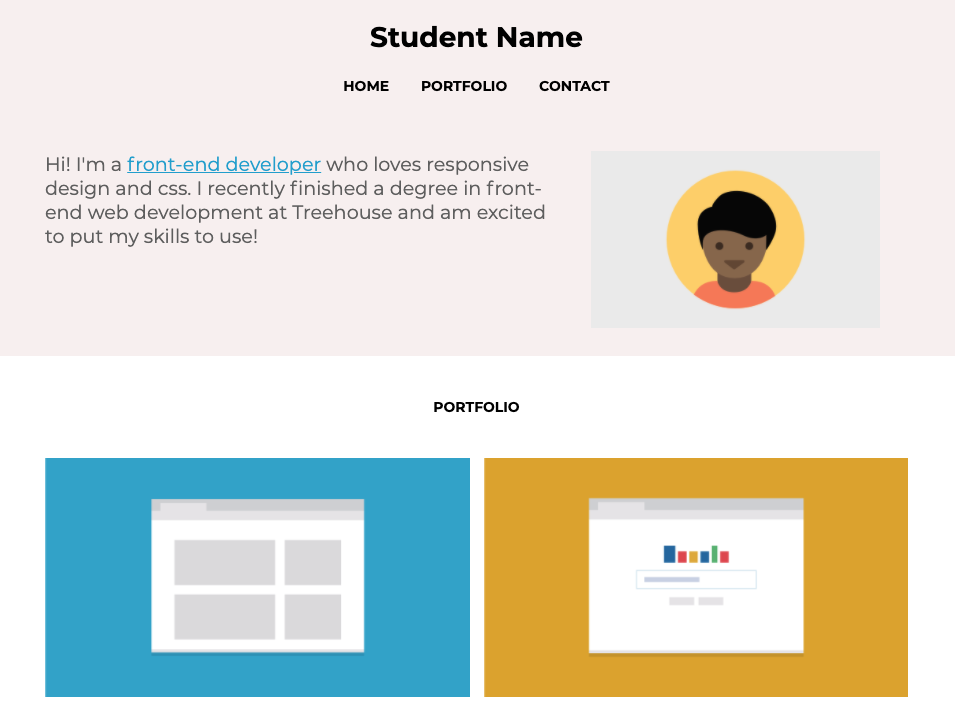 Student Name
HOME PORTFOLIO CONTACT
Hi! I'm a front-end developer who loves responsive
design and css. I recently finished a degree in front-
end web development at Treehouse and am excited
to put my skills to use!
PORTFOLIO